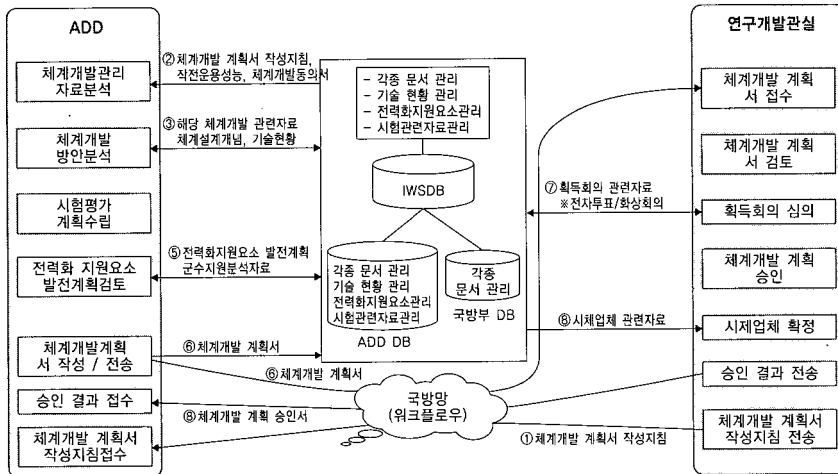 ADD
체계개발관리
자료분석
체계개발
방안분석
시험평가
계획수립
전력화 지원요소
발전계획검토
체계개발계획
서 작성 / 전송
승인 결과 접수
체계개발 계획서
작성지침접수
②체계개발 계획서 작성지침,
작전운용성능, 체계개발동의서
③해당 체계개발 관련자료
체계설계개념, 기술현황
⑤전력화지원요소 발전계획
군수지원분석자료
⑥체계개발 계획서
⑥체계개발 계획서
⑧체계개발 계획 승인서
- 각종 문서 관리
- 기술 현황 관리
- 전력화지원요소관리
- 시험관련자료관리
IWSDB
각종 문서 관리
기술 현황 관리
전력화지원요소관리
시험관련자료관리
ADD DB
각종
문서 관리
국방부 DB
국방망
(워크플로우)
⑦획득회의 관련자료
※전자투표/화상회의
⑧시체업체 관련자료
①체계개발 계획서 작성지침
연구개발관실
체계개발 계획
서 접수
체계개발 계획
서 검토
획득회의 심의
체계개발 계획
승인
시제업체 확정
승인 결과 전송
체계개발 계획서
작성지침 전송